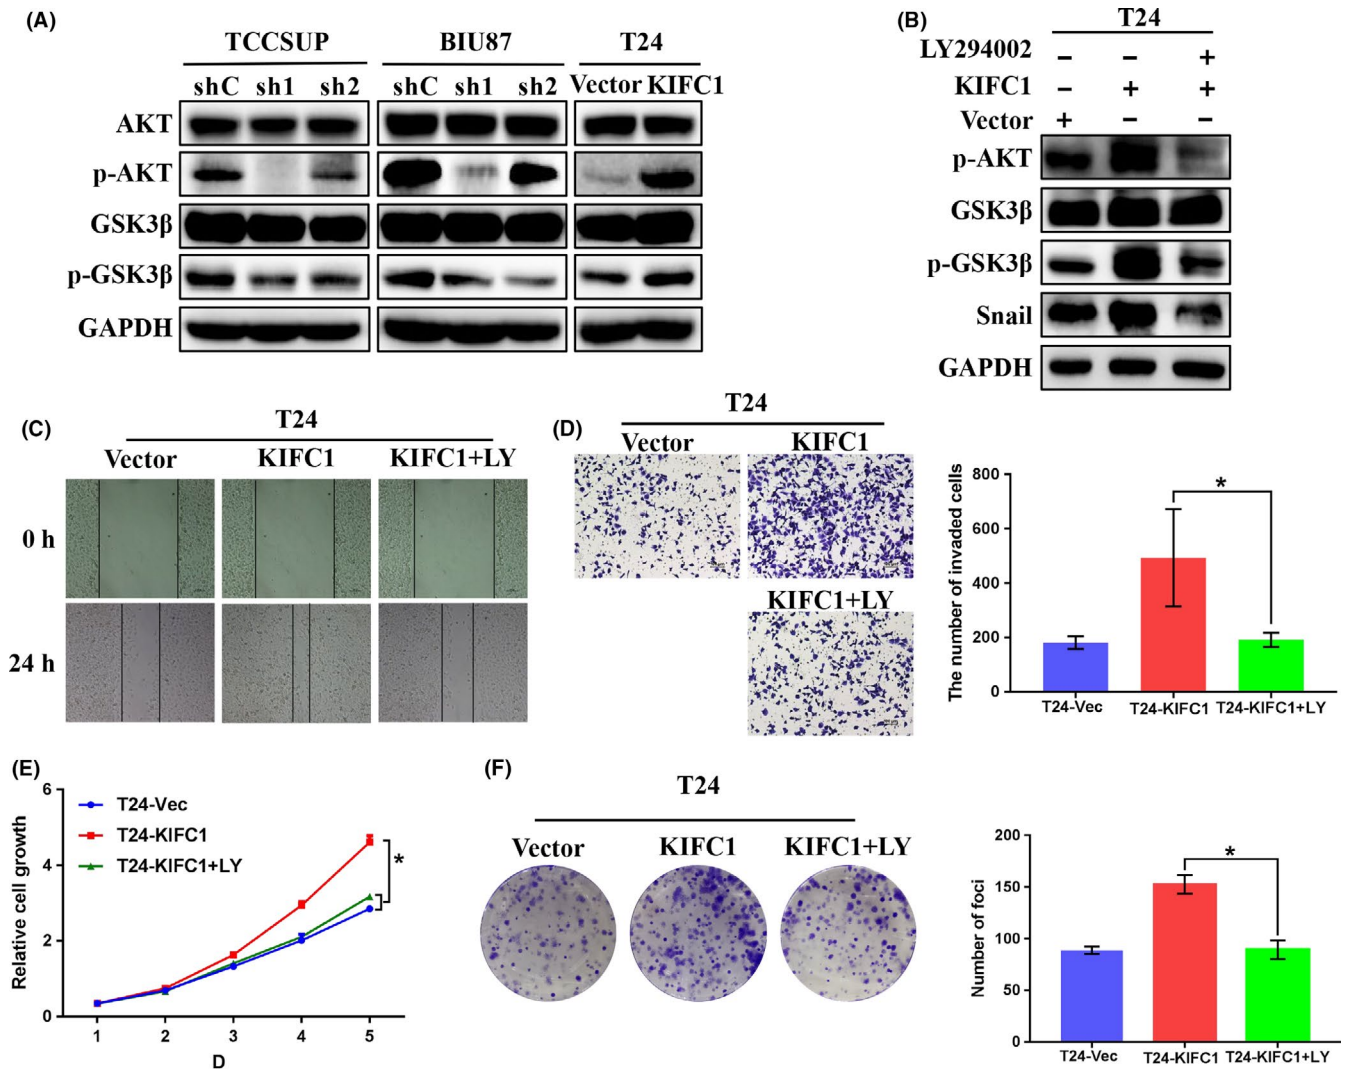 (A)
TCCSUP BIU87 T24
shC sh1 sh2 shC sh1 sh2 Vector KIFC1
AKT
p-AKT
GSK3β
p-GSK3β
GAPDH
(B)
T24
LY294002 – – +
KIFC1 – + +
Vector + – –
p-AKT
GSK3β
p-GSK3β
Snail
GAPDH
(C)
T24
Vector KIFC1 KIFC1+LY
0 h
24 h
(D)
T24
Vector KIFC1
KIFC1+LY
The number of invaded cells
800
600
400
200
0
*
T24-Vec T24-KIFC1 T24-KIFC1+LY
(E)
Relative cell growth
6
4
2
0
T24-Vec
T24-KIFC1
T24-KIFC1+LY
*
1 2 3 4 5
D
(F)
T24
Vector KIFC1 KIFC1+LY
Number of foci
200
150
100
50
0
*
T24-Vec T24-KIFC1 T24-KIFC1+LY